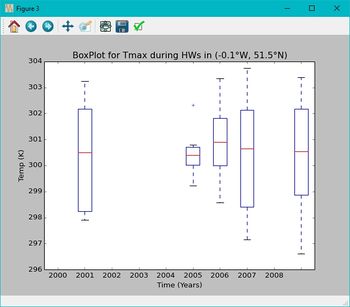 Figure 3
BoxPlot for Tmax during HWs in (-0.1°W, 51.5°N)
304
303
302
301
300
299
298
297
296
Temp (K)
2000 2001 2002 2003 2004 2005 2006 2007 2008
Time (Years)